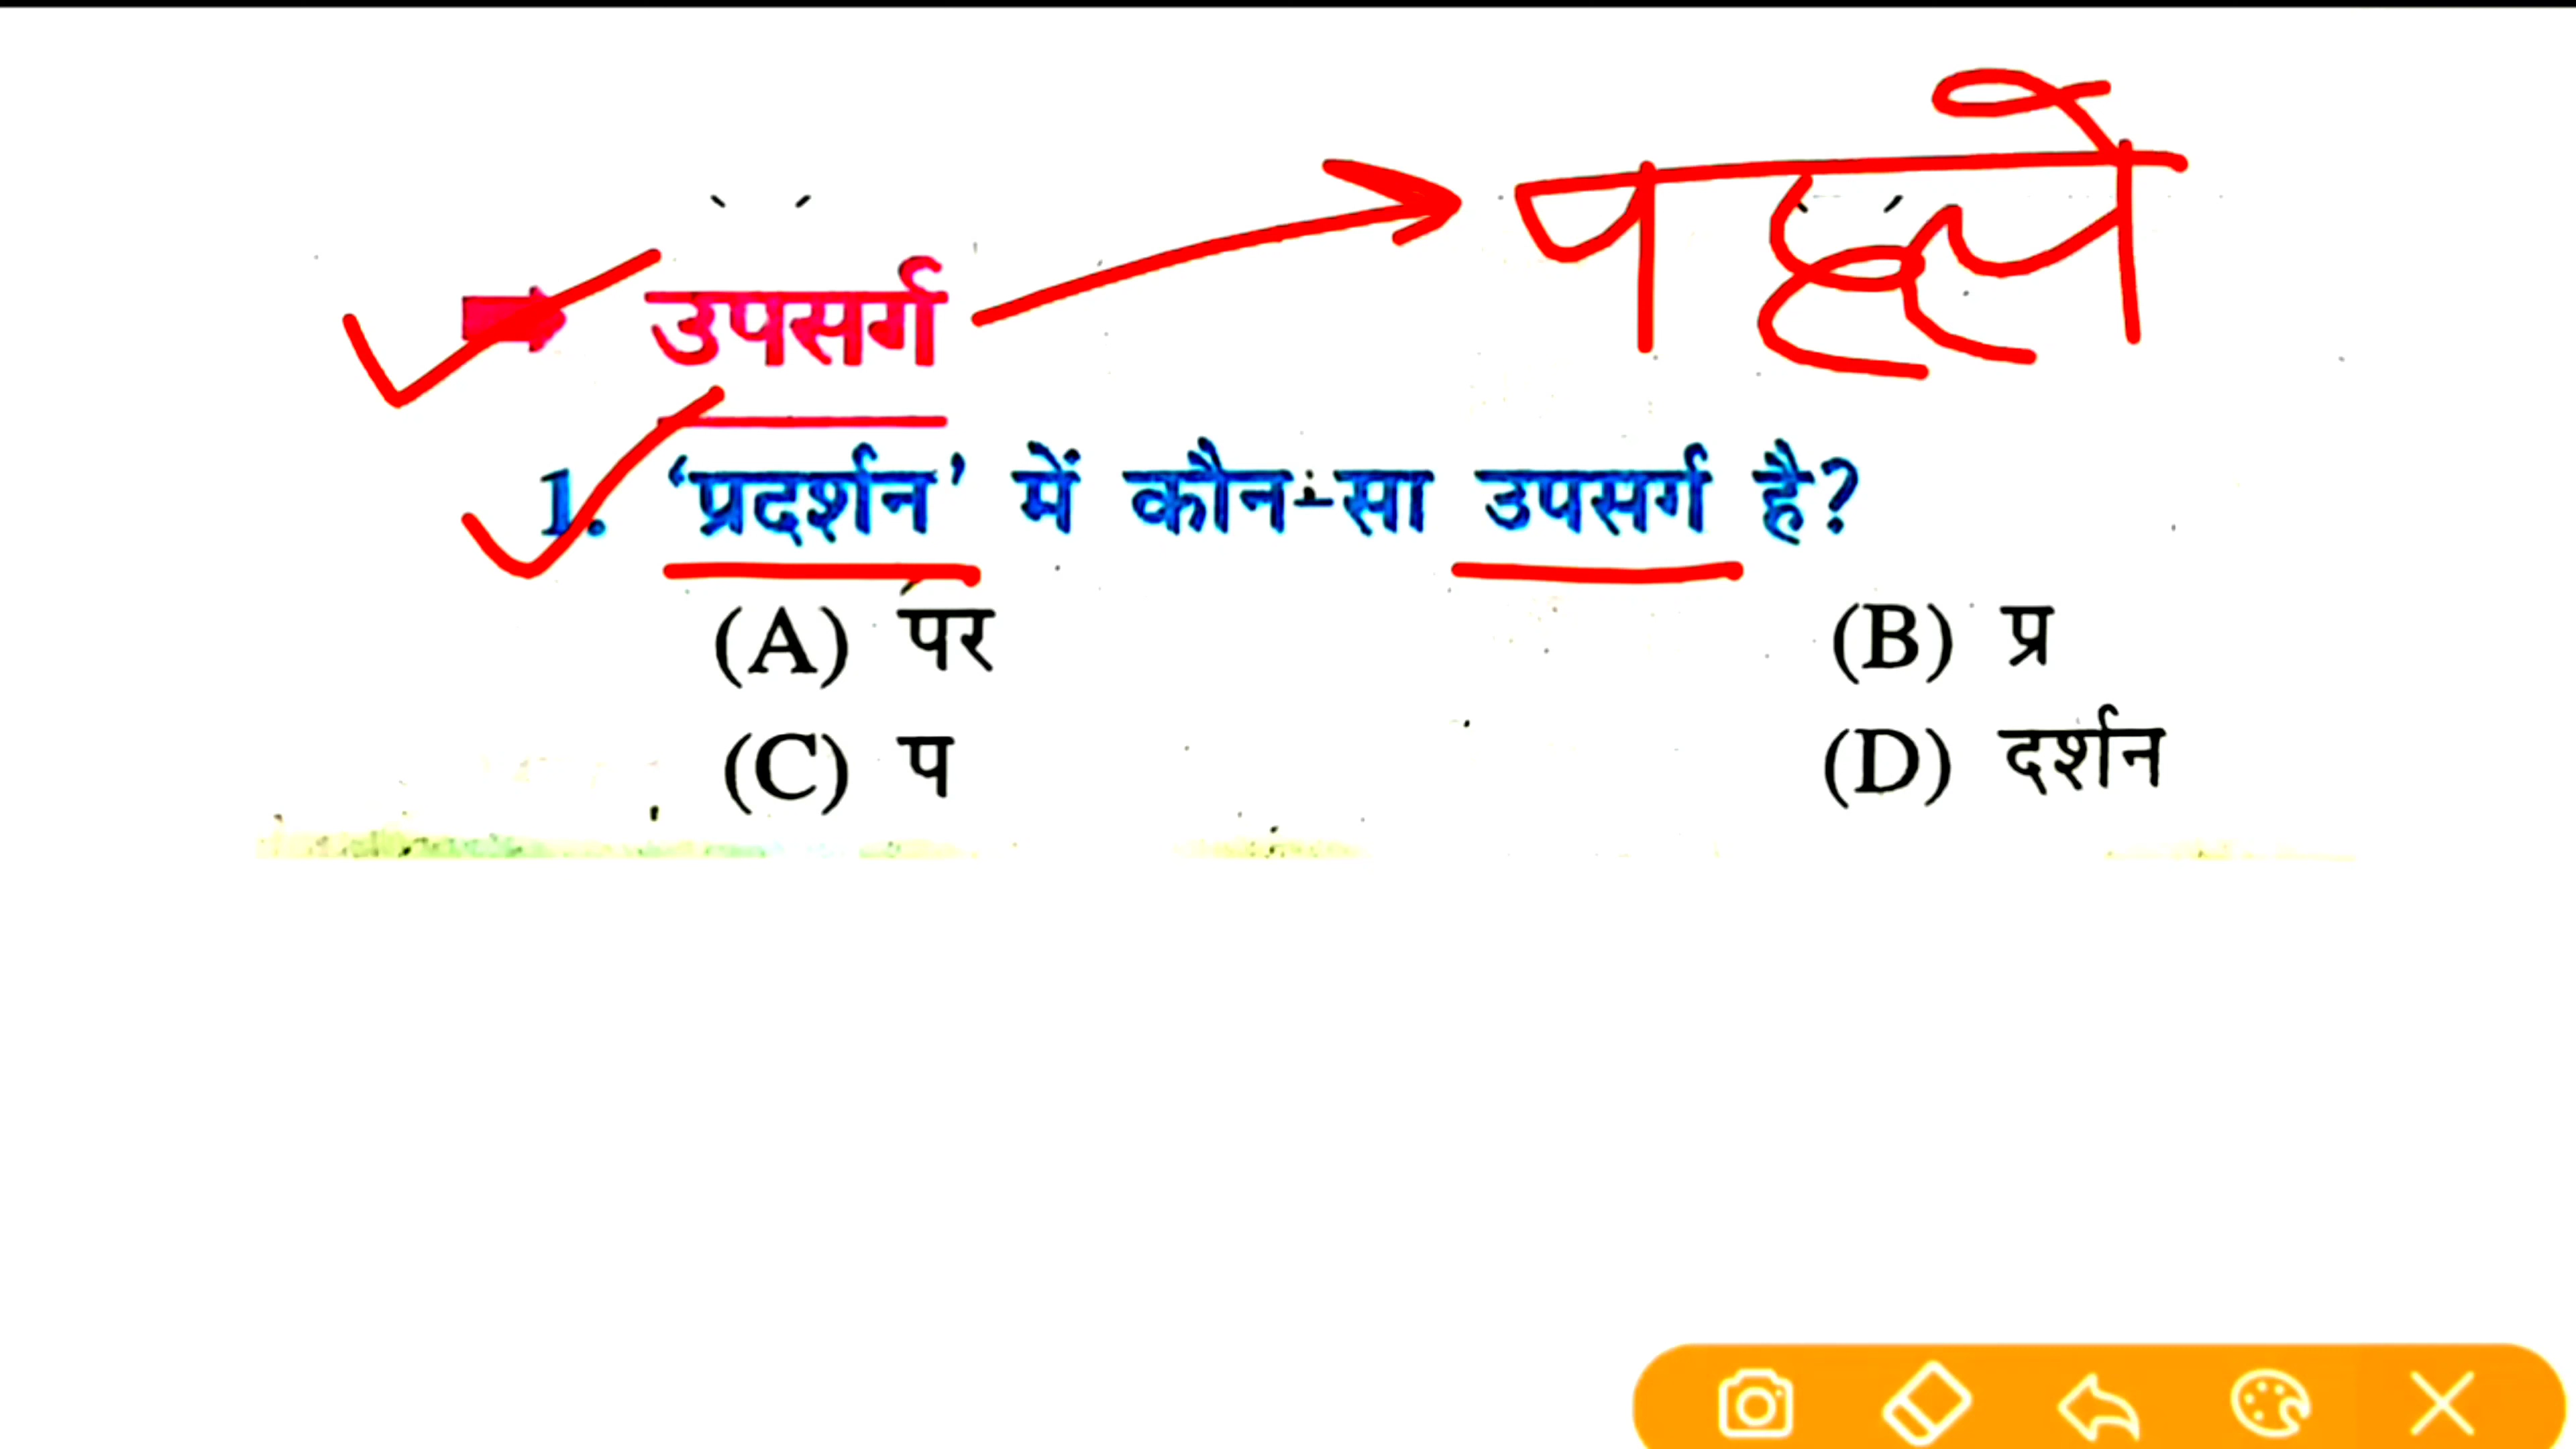 पहले
उपसर्ग
1. ‘प्रदर्शन’ में कौन-सा उपसर्ग है?
(A) पर (B) प्र
(C) प (D) दर्शन